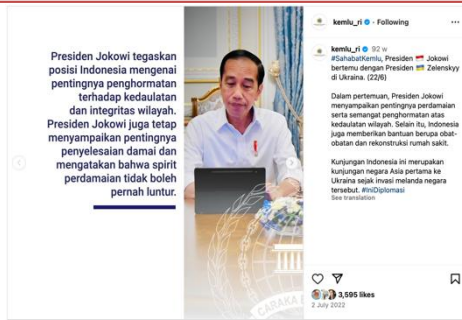 Presiden Jokowi tegaskan
posisi Indonesia mengenai
pentingnya penghormatan
terhadap kedaulatan
dan integritas wilayah.
Presiden Jokowi juga tetap
menyampaikan pentingnya
penyelesaian damai dan
mengatakan bahwa spirit
perdamaian tidak boleh
pernah luntur.
CARAKA
kemlu_ri • Following
kemlu_ri 92 w
#SahabatKemlu, Presiden 🇮🇩 Jokowi
bertemu dengan Presiden 🇺🇦 Zelenskyy
di Ukraina. (22/6)
Dalam pertemuan, Presiden Jokowi
menyampaikan pentingnya perdamaian
serta semangat penghormatan atas
kedaulatan wilayah. Selain itu, Indonesia
juga memberikan bantuan berupa obat-
obatan dan rekonstruksi rumah sakit.
Kunjungan Indonesia ini merupakan
kunjungan negara Asia pertama ke
Ukraina sejak invasi melanda negara
tersebut. #IniDiplomasi
See translation
3,595 likes
2 July 2022